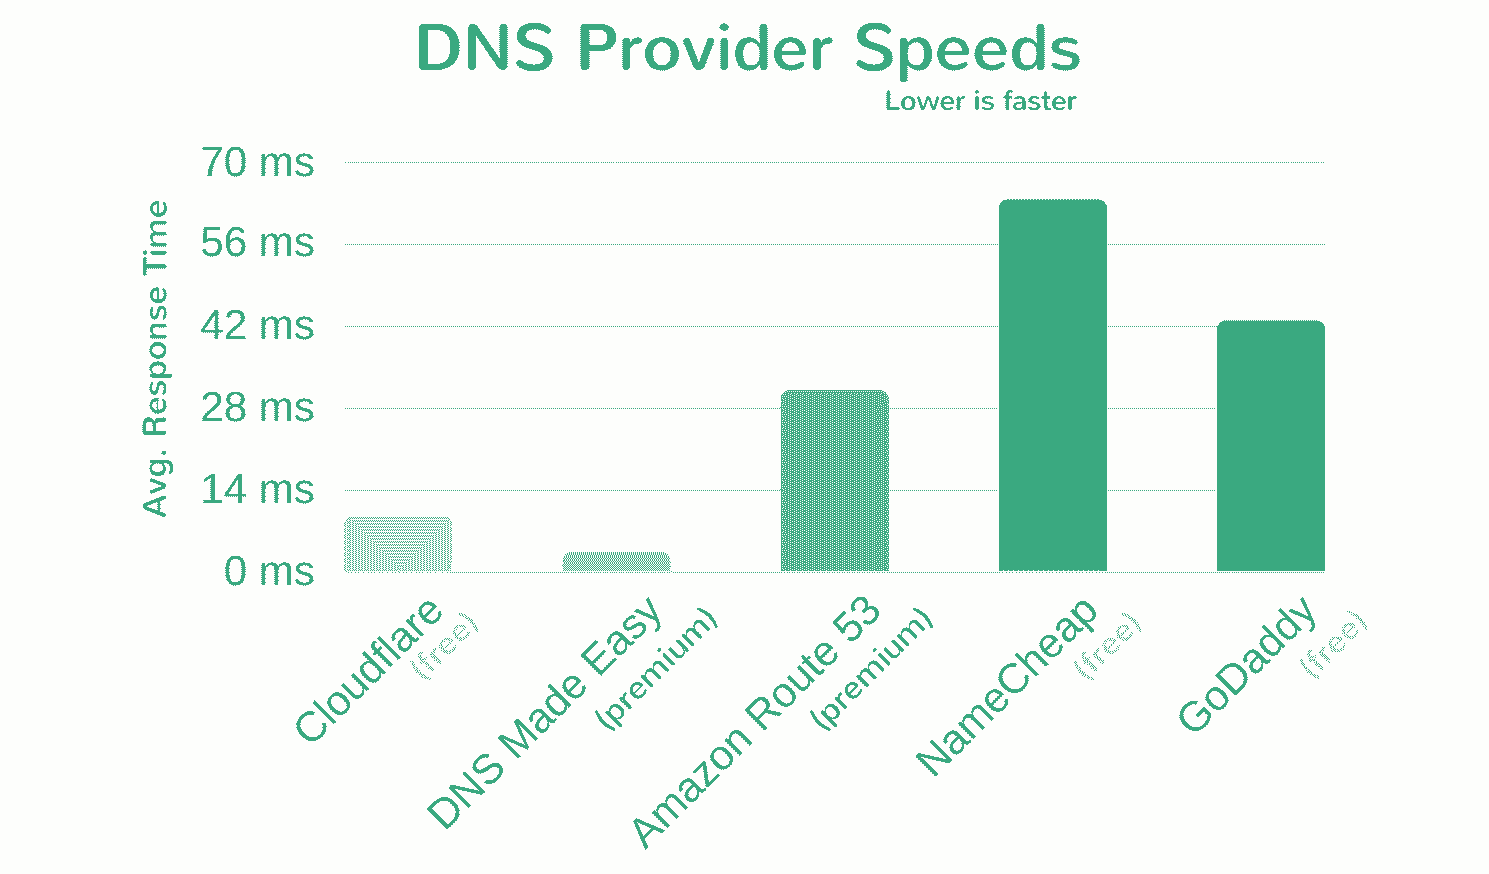 DNS Provider Speeds
Lower is faster
Avg. Response Time
70 ms
56 ms
42 ms
28 ms
14 ms
0 ms
Cloudflare
(free)
DNS Made Easy
(premium)
Amazon Route 53
(premium)
NameCheap
(free)
GoDaddy
(free)